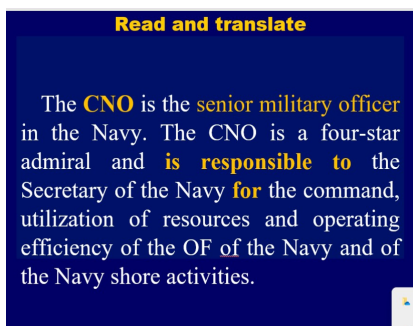 Read and translate
The CNO is the senior military officer
in the Navy. The CNO is a four-star
admiral and is responsible to the
Secretary of the Navy for the command,
utilization of resources and operating
efficiency of the OF of the Navy and of
the Navy shore activities.